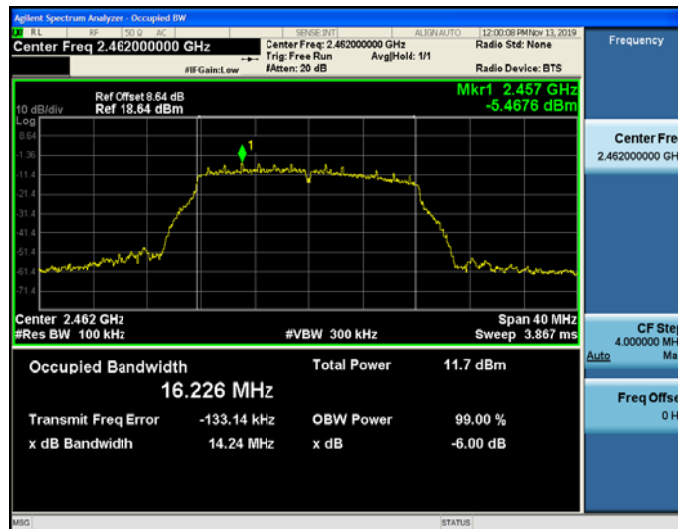 Agilent Spectrum Analyzer - Occupied BW
RL RF 50 Ω AC SENSE:INT ALIGN AUTO 12:00:08 PM Nov 13, 2019
Center Freq 2.462000000 GHz
Center Freq: 2.462000000 GHz
Radio Std: None
Trig: Free Run Avg|Hold: 1/1
#IFGain:Low
#Atten: 20 dB
Radio Device: BTS
Frequency
Ref Offset 8.64 dB
Mkr1 2.457 GHz
10 dB/div
Ref 18.64 dBm
-5.4676 dBm
Log
8.64
-1.36
-11.4
-21.4
-31.4
-41.4
-51.4
-61.4
-71.4
1
Center Fre
2.462000000 GH
Center 2.462 GHz
Span 40 MHz
#Res BW 100 kHz
#VBW 300 kHz
Sweep 3.867 ms
CF Step
4.000000 MH
Auto Ma
Occupied Bandwidth
Total Power 11.7 dBm
16.226 MHz
Transmit Freq Error -133.14 kHz
OBW Power 99.00 %
x dB Bandwidth 14.24 MHz
x dB -6.00 dB
Freq Offse
0 H
MSG
STATUS